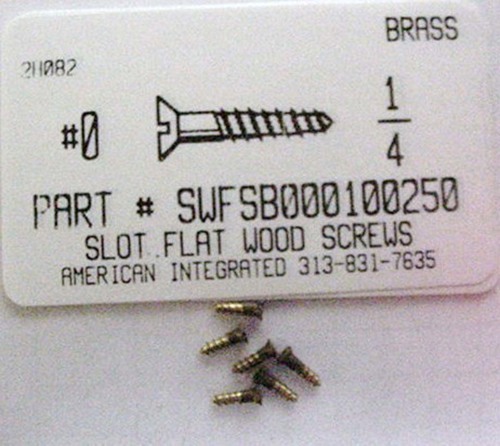 BRASS
2H082
#0
1
4
PART # SWFSB000100250
SLOT FLAT WOOD SCREWS
AMERICAN INTEGRATED 313-831-7635